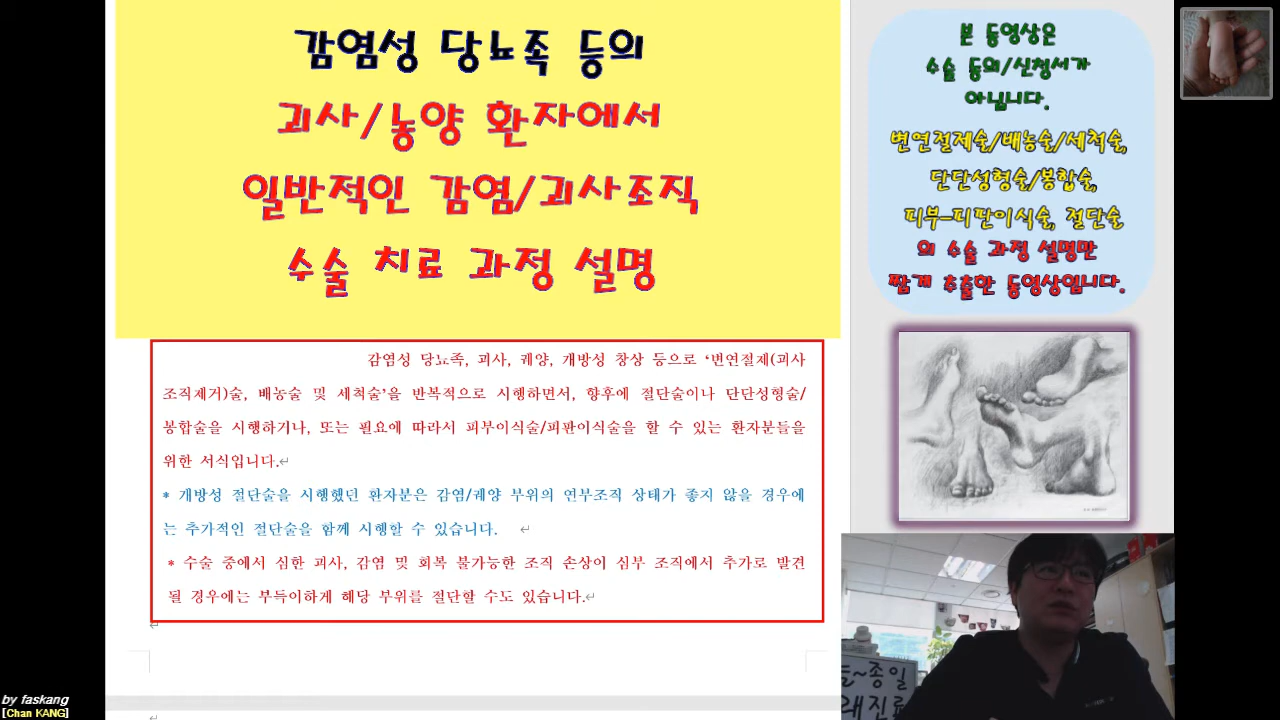 감염성 당뇨족 등의
괴사/농양 환자에서
일반적인 감염/괴사조직
수술 치료 과정 설명
감염성 당뇨족, 괴사, 궤양, 개방성 창상 등으로 ‘변연절제(괴사
조직제거)술, 배농술 및 세척술’을 반복적으로 시행하면서, 향후에 절단술이나 단단성형술/
봉합술을 시행하기나, 또는 필요에 따라서 피부이식술/피판이식술을 할 수 있는 환자분들을
위한 서식입니다.
* 개방성 절단술을 시행했던 환자분은 감염/궤양 부위의 연부조직 상태가 좋지 않을 경우에
는 추가적인 절단술을 함께 시행할 수 있습니다.
* 수술 중에서 심한 괴사, 감염 및 회복 불가능한 조직 손상이 심부 조직에서 추가로 발견
될 경우에는 부득이하게 해당 부위를 절단할 수도 있습니다.
본 동영상은
수술 동의/신청서가
아닙니다.
변연절제술/배농술/세척술,
단단성형술/봉합술,
피부-피판이식술, 절단술
의 수술 과정 설명만
짧게 추출한 동영상입니다.
by faskang
[Chan KANG]